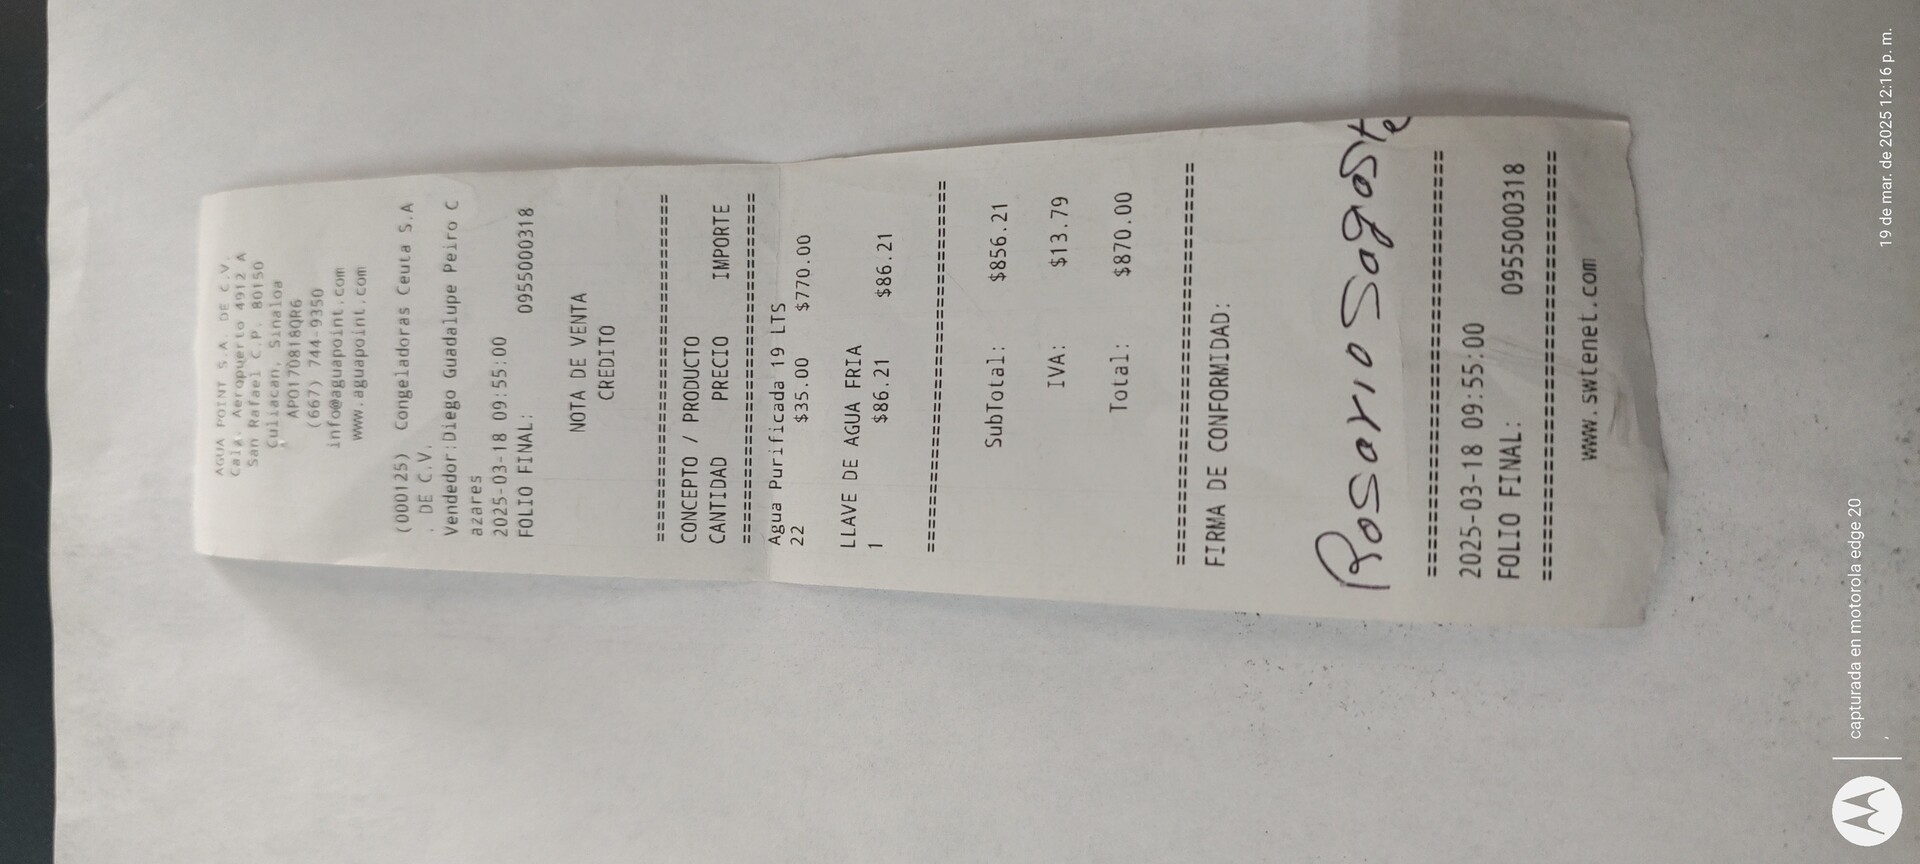 AGUA POINT S.A. DE C.V.
Calz. Aeropuerto 4912 A
San Rafael C.P. 80150
Culiacan, Sinaloa
APO170818QR6
(667) 744-9350
info@aguapoint.com
www.aguapoint.com
(000125) Congeladoras Ceuta S.A
. DE C.V.
Vendedor:Diego Guadalupe Peiro C
azares
2025-03-18 09:55:00
FOLIO FINAL: 0955000318
NOTA DE VENTA
CREDITO
================================
CONCEPTO / PRODUCTO
CANTIDAD PRECIO IMPORTE
================================
Agua Purificada 19 LTS
22 $35.00 $770.00
LLAVE DE AGUA FRIA
1 $86.21 $86.21
================================
SubTotal: $856.21
IVA: $13.79
Total: $870.00
================================
FIRMA DE CONFORMIDAD:
Rosario Sagaste
================================
2025-03-18 09:55:00
FOLIO FINAL: 0955000318
================================
www.swtenet.com
capturada en motorola edge 20
19 de mar. de 2025 12:16 p. m.